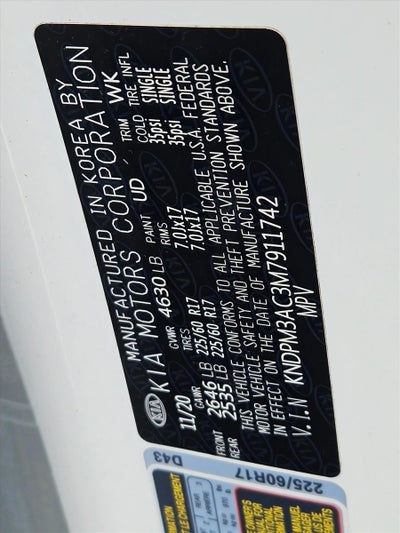 MANUFACTURED IN KOREA BY
KIA KIA MOTORS CORPORATION
11/20 GVWR 4630 LB PAINT UD TRIM WK
GAWR TIRES RIMS COLD TIRE INFL
FRONT 2646 LB 225/60 R17 7.0Jx17 35psi SINGLE
REAR 2535 LB 225/60 R17 7.0Jx17 35psi SINGLE
THIS VEHICLE CONFORMS TO ALL APPLICABLE U.S.A. FEDERAL
MOTOR VEHICLE SAFETY AND THEFT PREVENTION STANDARDS
IN EFFECT ON THE DATE OF MANUFACTURE SHOWN ABOVE.
V.I.N KNDPM3AC3M7911742
MPV
D43
225/60R17